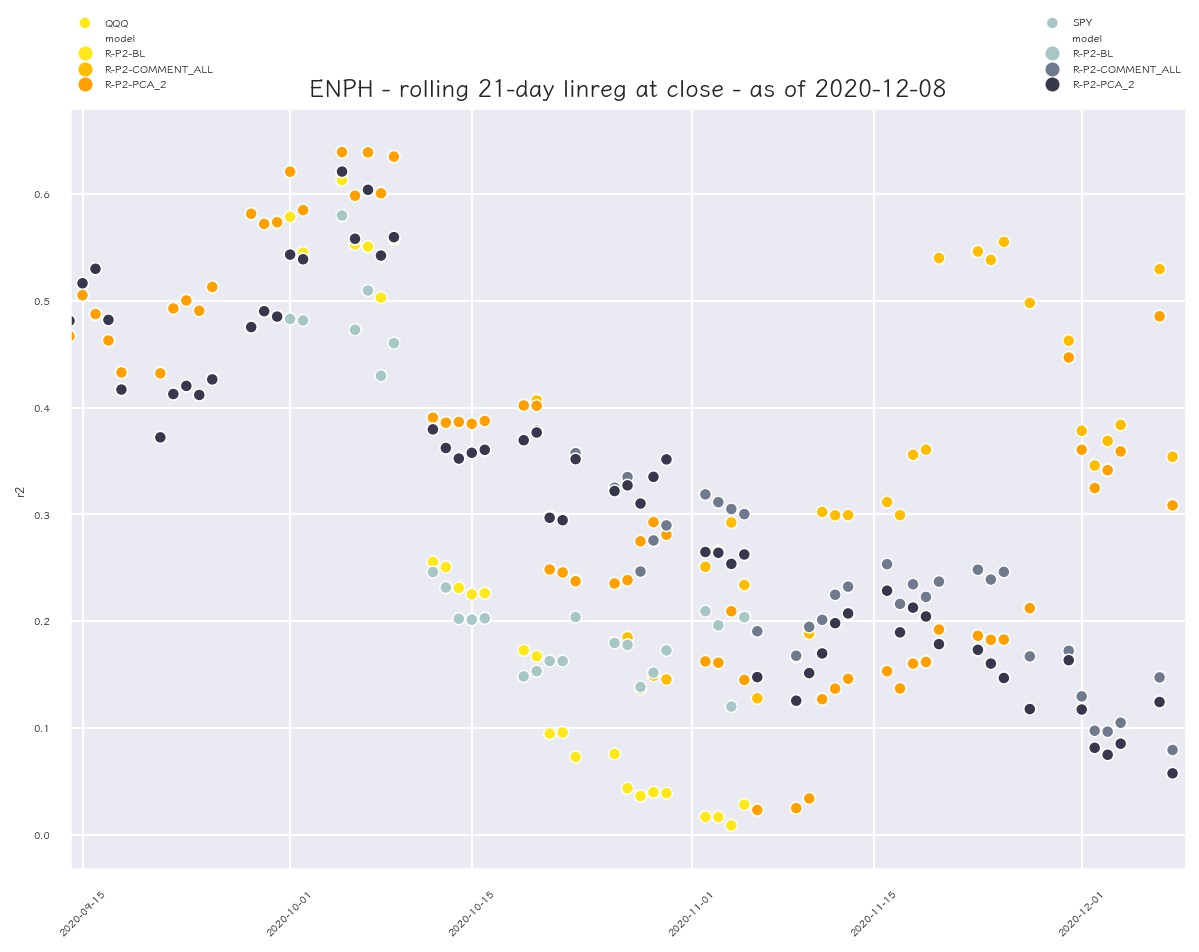 QQQ
model
R-P2-BL
R-P2-COMMENT_ALL
R-P2-PCA_2
SPY
model
R-P2-BL
R-P2-COMMENT_ALL
R-P2-PCA_2
ENPH - rolling 21-day linreg at close - as of 2020-12-08
0.6
0.5
0.4
0.3
0.2
0.1
0.0
r2
2020-09-15
2020-10-01
2020-10-15
2020-11-01
2020-11-15
2020-12-01